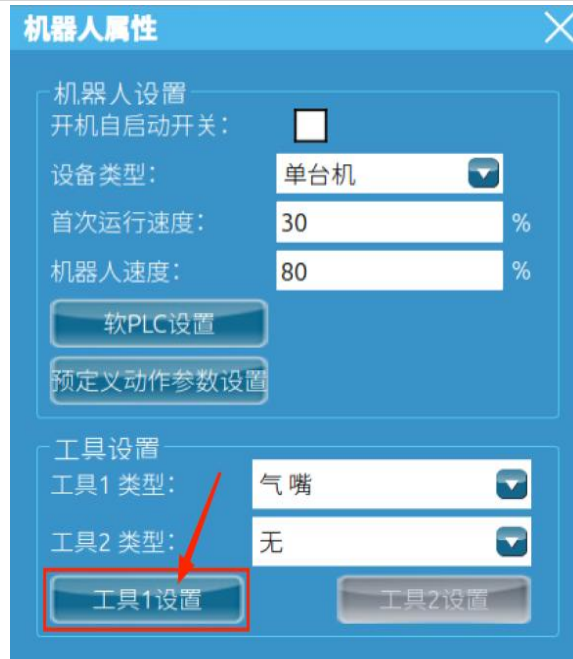 机器人属性
机器人设置
开机自启动开关:
设备类型: 单台机
首次运行速度: 30 %
机器人速度: 80 %
软PLC设置
预定义动作参数设置
工具设置
工具1 类型: 气嘴
工具2 类型: 无
工具1设置 工具2设置